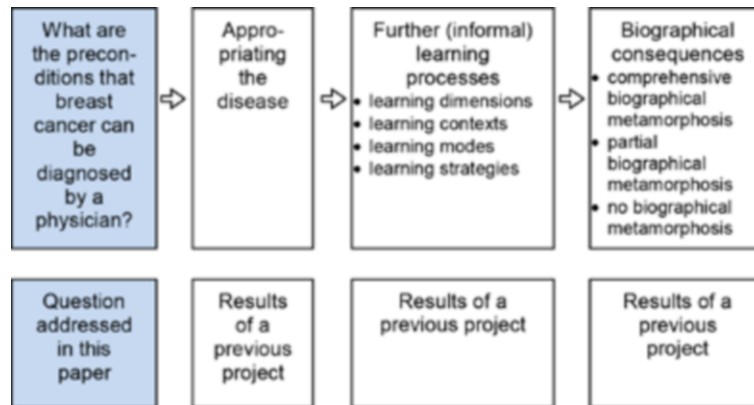 What are
the precon-
ditions that
breast
cancer can
be
diagnosed
by a
physician?
Appro-
priating
the
disease
Further (informal)
learning
processes
• learning dimensions
• learning contexts
• learning modes
• learning strategies
Biographical
consequences
• comprehensive
biographical
metamorphosis
• partial
biographical
metamorphosis
• no biographical
metamorphosis
Question
addressed
in this
paper
Results
of a
previous
project
Results of a
previous project
Results of a
previous
project